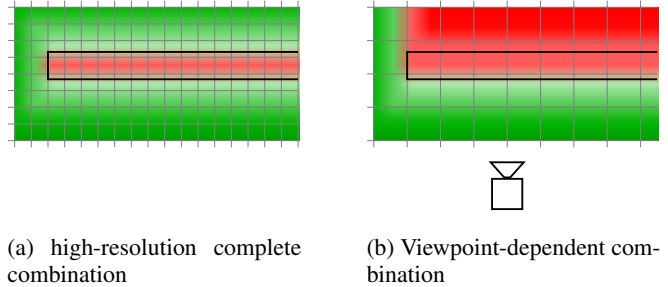 (a) high-resolution complete
combination
(b) Viewpoint-dependent com-
bination